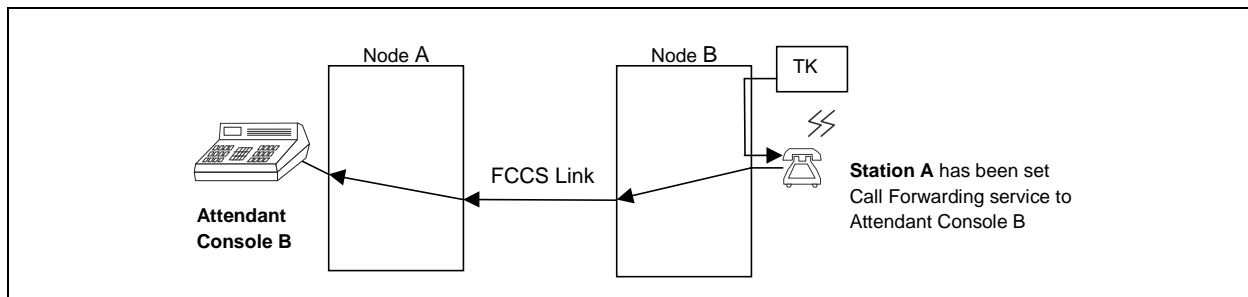 Node A
Node B
TK
FCCS Link
Attendant
Console B
Station A has been set
Call Forwarding service to
Attendant Console B